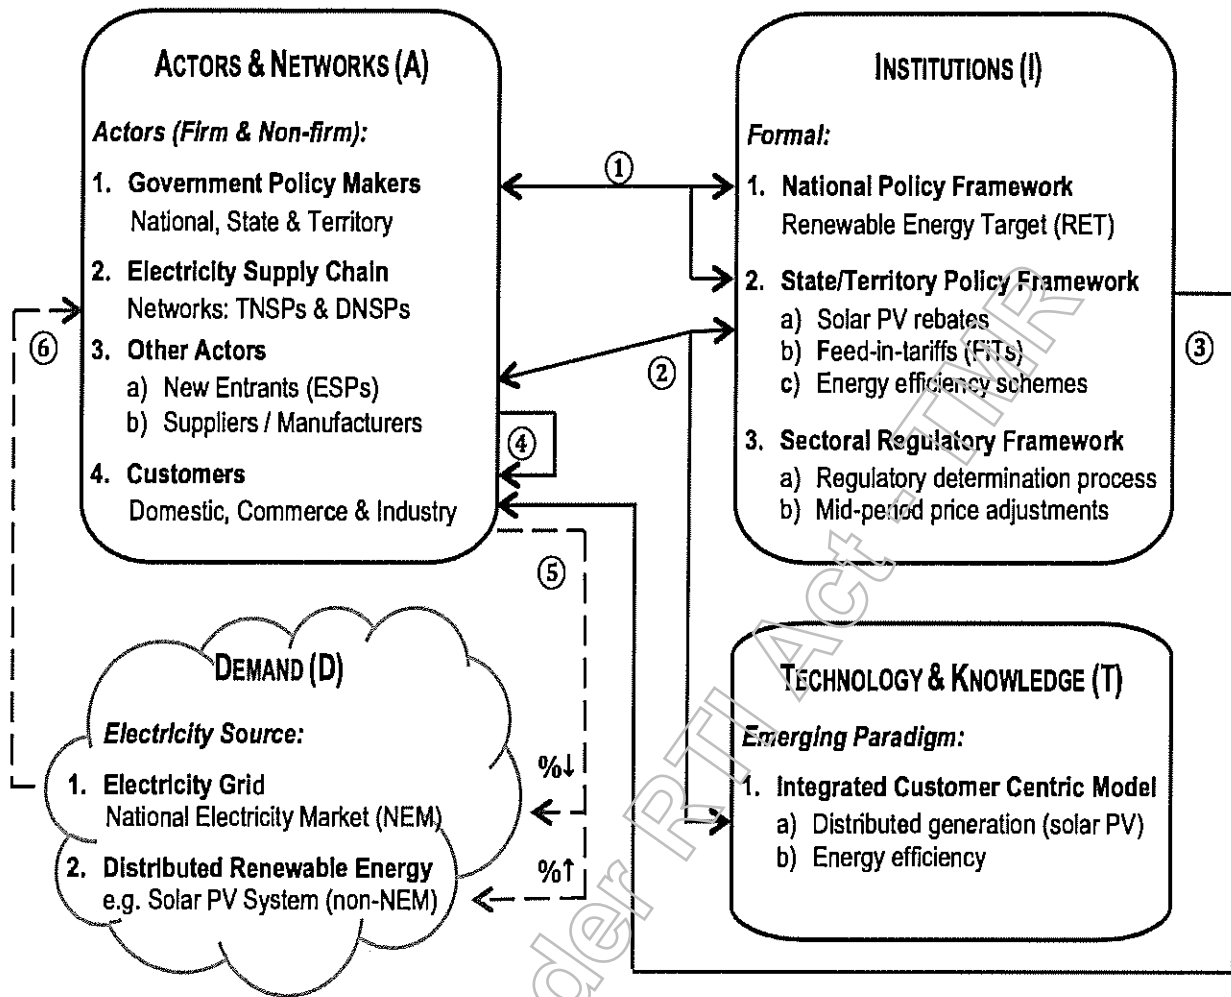 ACTORS & NETWORKS (A)
Actors (Firm & Non-firm):
1. Government Policy Makers
National, State & Territory
2. Electricity Supply Chain
Networks: TNSPs & DNSPs
3. Other Actors
a) New Entrants (ESPs)
b) Suppliers / Manufacturers
4. Customers
Domestic, Commerce & Industry
①
②
③
④
⑤
⑥
INSTITUTIONS (I)
Formal:
1. National Policy Framework
Renewable Energy Target (RET)
2. State/Territory Policy Framework
a) Solar PV rebates
b) Feed-in-tariffs (FiTs)
c) Energy efficiency schemes
3. Sectoral Regulatory Framework
a) Regulatory determination process
b) Mid-period price adjustments
DEMAND (D)
Electricity Source:
1. Electricity Grid
National Electricity Market (NEM)
2. Distributed Renewable Energy
e.g. Solar PV System (non-NEM)
%↓
%↑
TECHNOLOGY & KNOWLEDGE (T)
Emerging Paradigm:
1. Integrated Customer Centric Model
a) Distributed generation (solar PV)
b) Energy efficiency
der RTI Act - TMR